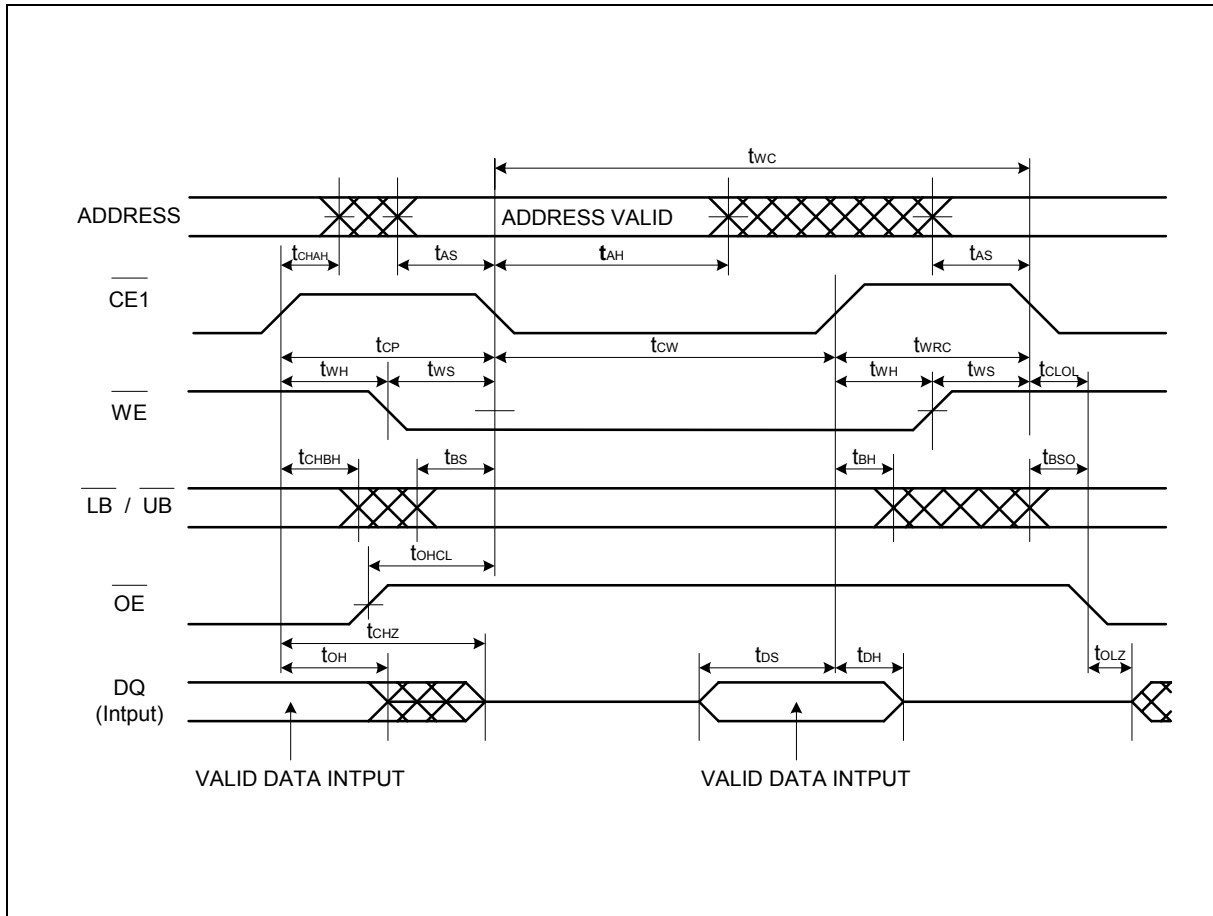 tWC
ADDRESS
ADDRESS VALID
tCHAH
tAS
tAH
tAS
CE1
tCP
tCW
tWRC
tWH
tWS
tWH
tWS
tCLOL
WE
tCHBH
tBS
tBH
tBSO
LB / UB
tOHCL
OE
tCHZ
tOH
tDS
tDH
tOLZ
DQ
(Intput)
VALID DATA INTPUT
VALID DATA INTPUT